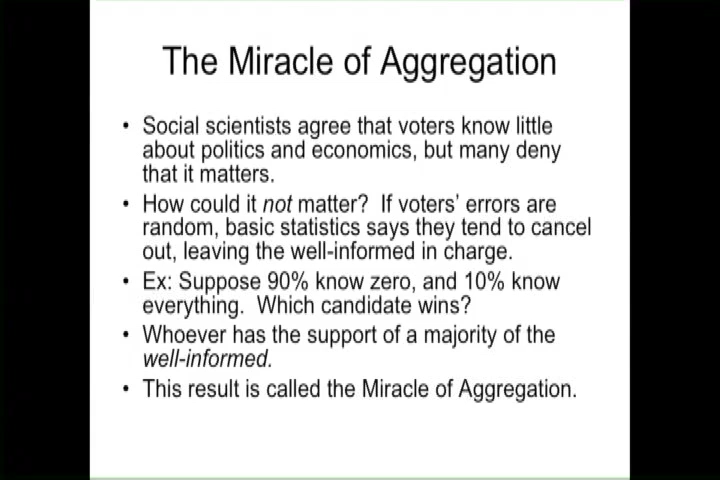 The Miracle of Aggregation
• Social scientists agree that voters know little
about politics and economics, but many deny
that it matters.
• How could it not matter? If voters' errors are
random, basic statistics says they tend to cancel
out, leaving the well-informed in charge.
• Ex: Suppose 90% know zero, and 10% know
everything. Which candidate wins?
• Whoever has the support of a majority of the
well-informed.
• This result is called the Miracle of Aggregation.